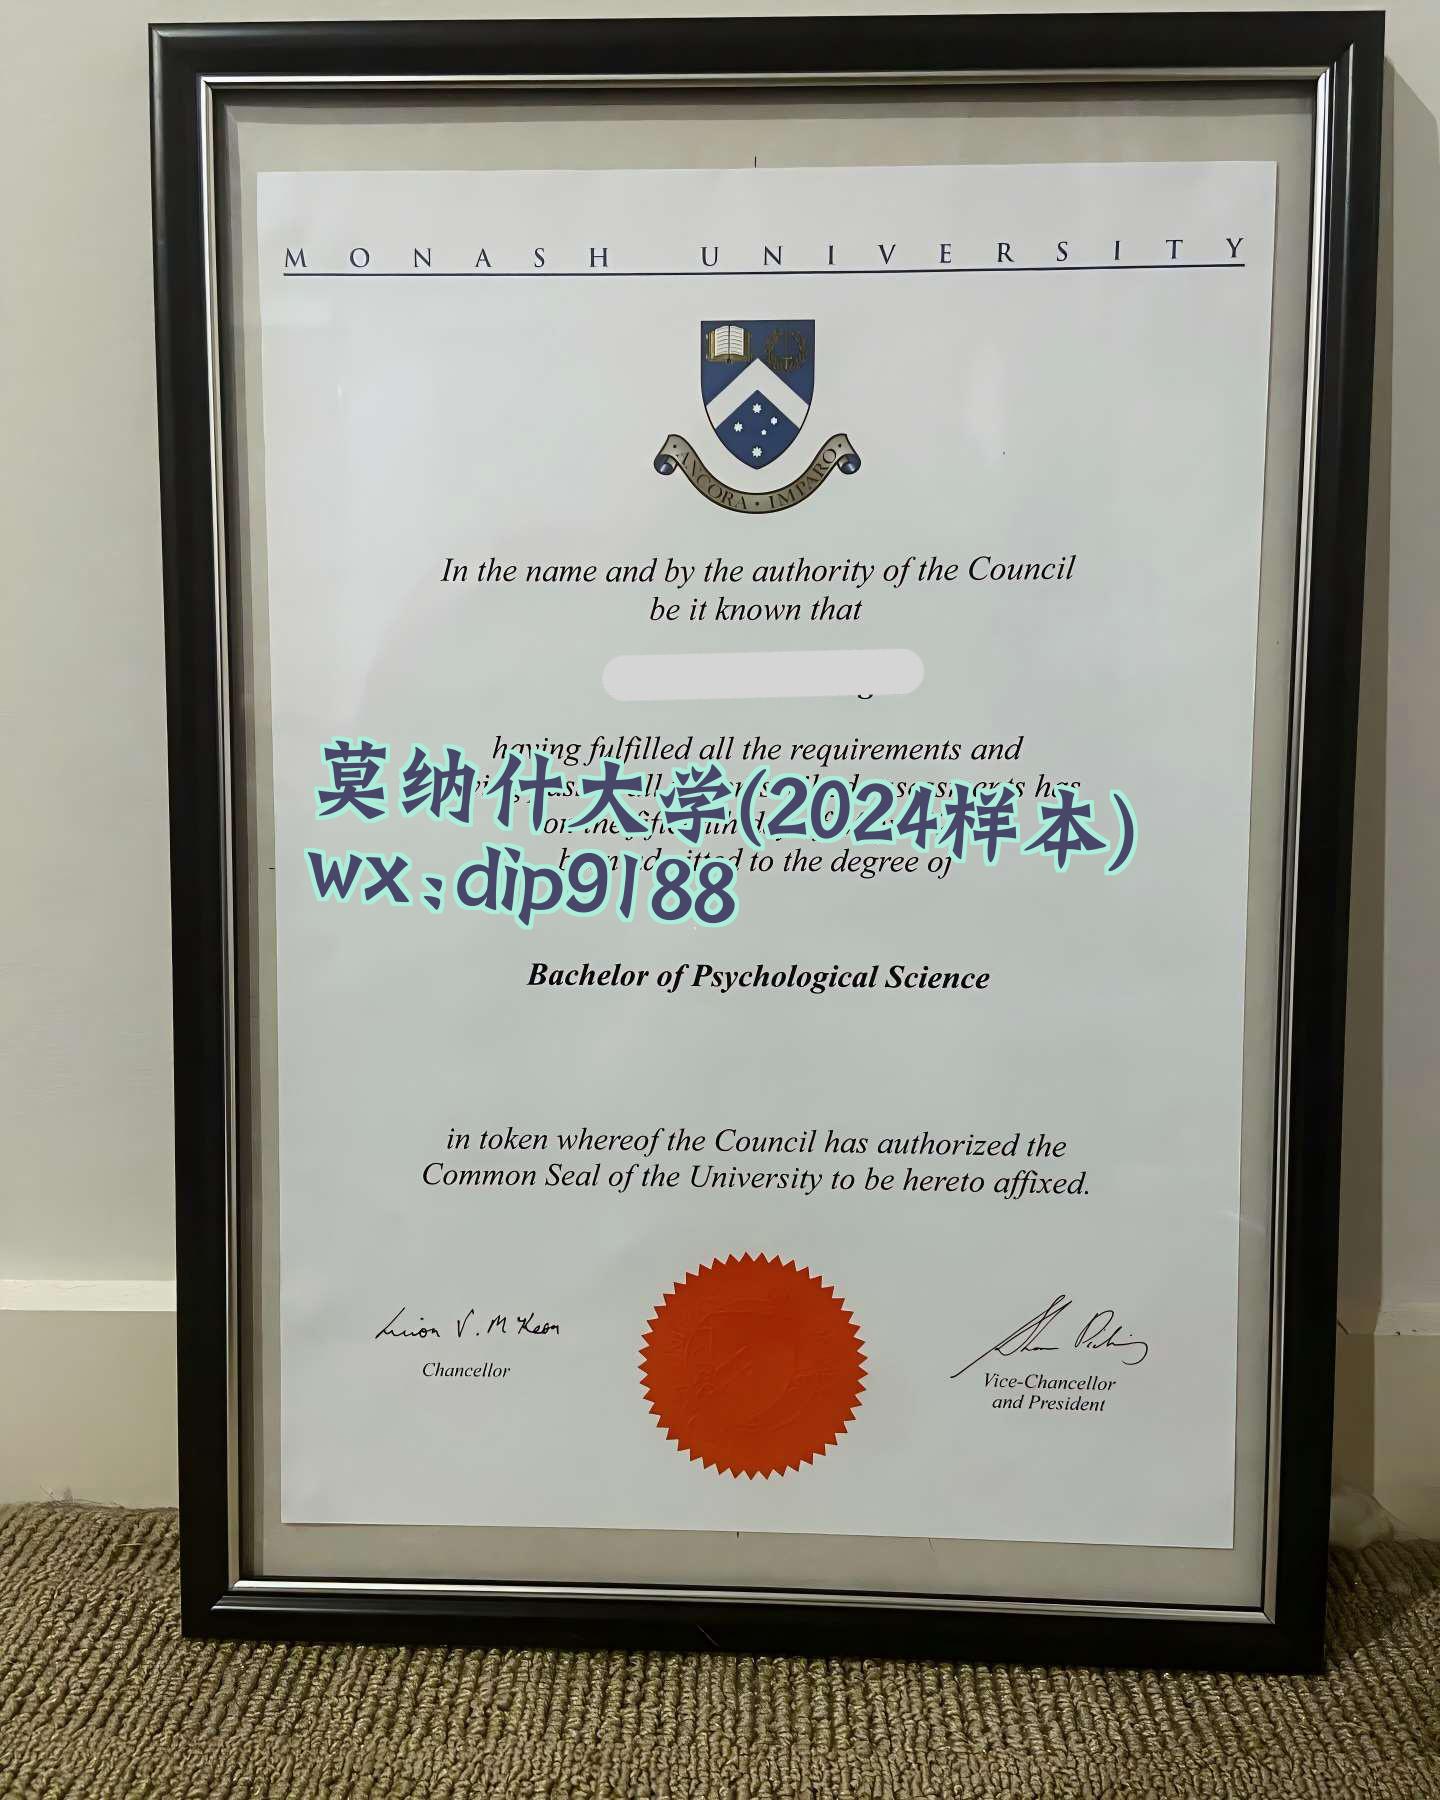 MONASH UNIVERSITY
ANCORA · IMPARO
In the name and by the authority of the Council
be it known that
having fulfilled all the requirements and
has
on the
莫纳什大学(2024样本)
to the degree of
wx:dip9188
Bachelor of Psychological Science
in token whereof the Council has authorized the
Common Seal of the University to be hereto affixed.
Chancellor
Vice-Chancellor
and President